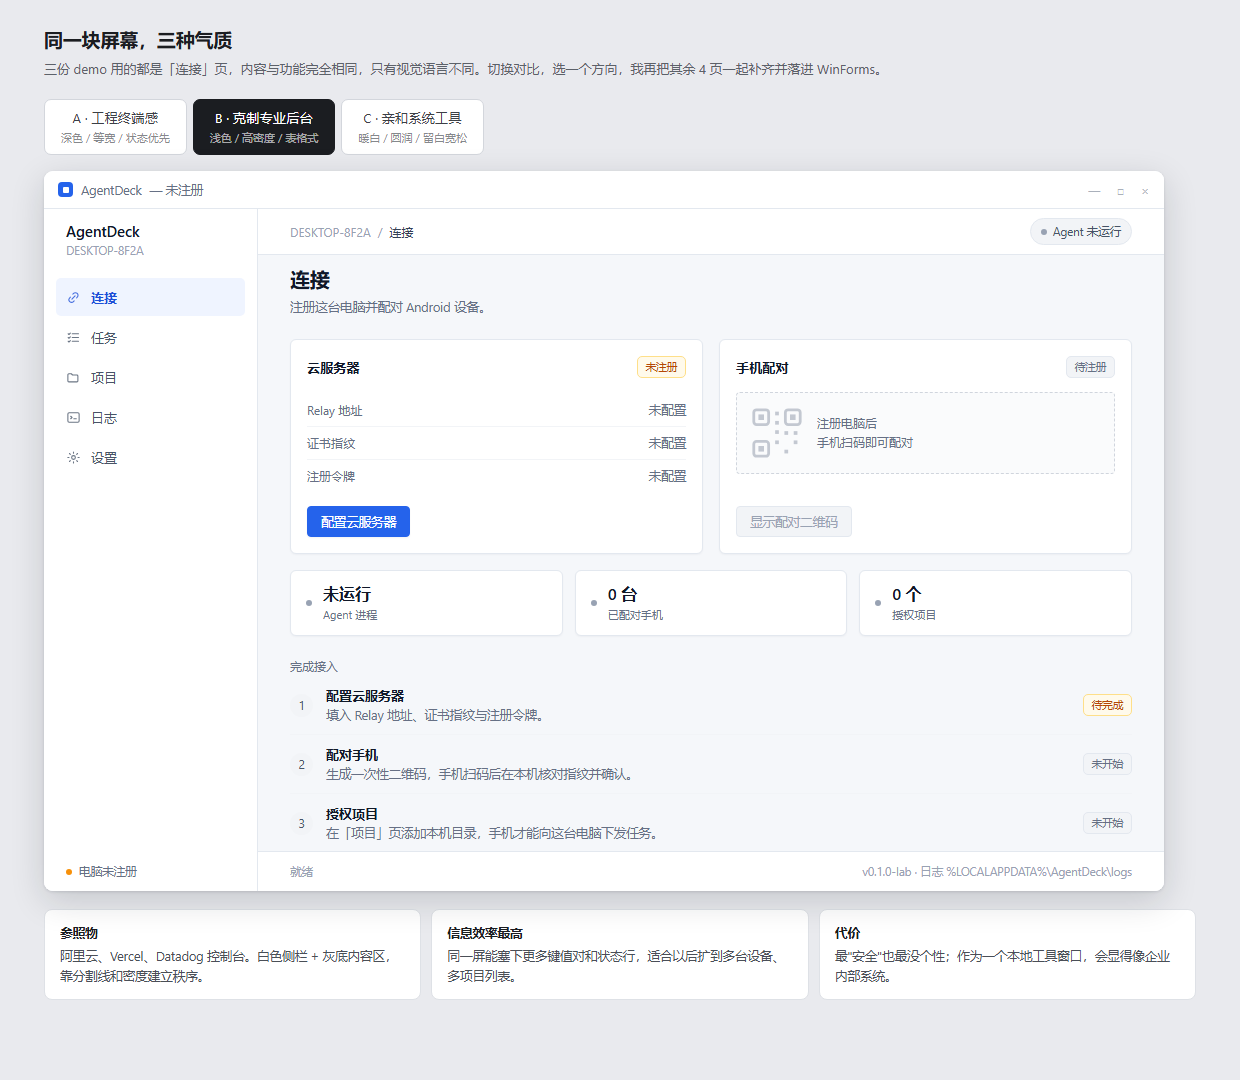 同一块屏幕，三种气质
三份 demo 用的都是「连接」页，内容与功能完全相同，只有视觉语言不同。切换对比，选一个方向，我再把其余 4 页一起补齐并落进 WinForms。
A · 工程终端感
深色 / 等宽 / 状态优先
B · 克制专业后台
浅色 / 高密度 / 表格式
C · 亲和系统工具
暖白 / 圆润 / 留白宽松
AgentDeck — 未注册
AgentDeck
DESKTOP-8F2A
连接
任务
项目
日志
设置
电脑未注册
DESKTOP-8F2A / 连接
Agent 未运行
连接
注册这台电脑并配对 Android 设备。
云服务器
未注册
Relay 地址
未配置
证书指纹
未配置
注册令牌
未配置
配置云服务器
手机配对
待注册
注册电脑后
手机扫码即可配对
显示配对二维码
未运行
Agent 进程
0 台
已配对手机
0 个
授权项目
完成接入
1
配置云服务器
填入 Relay 地址、证书指纹与注册令牌。
待完成
2
配对手机
生成一次性二维码，手机扫码后在本机核对指纹并确认。
未开始
3
授权项目
在「项目」页添加本机目录，手机才能向这台电脑下发任务。
未开始
就绪
v0.1.0-lab · 日志 %LOCALAPPDATA%\AgentDeck\logs
参照物
阿里云、Vercel、Datadog 控制台。白色侧栏 + 灰底内容区，
靠分割线和密度建立秩序。
信息效率最高
同一屏能塞下更多键值对和状态行，适合以后扩到多台设备、
多项目列表。
代价
最"安全"也最没个性；作为一个本地工具窗口，会显得像企业
内部系统。